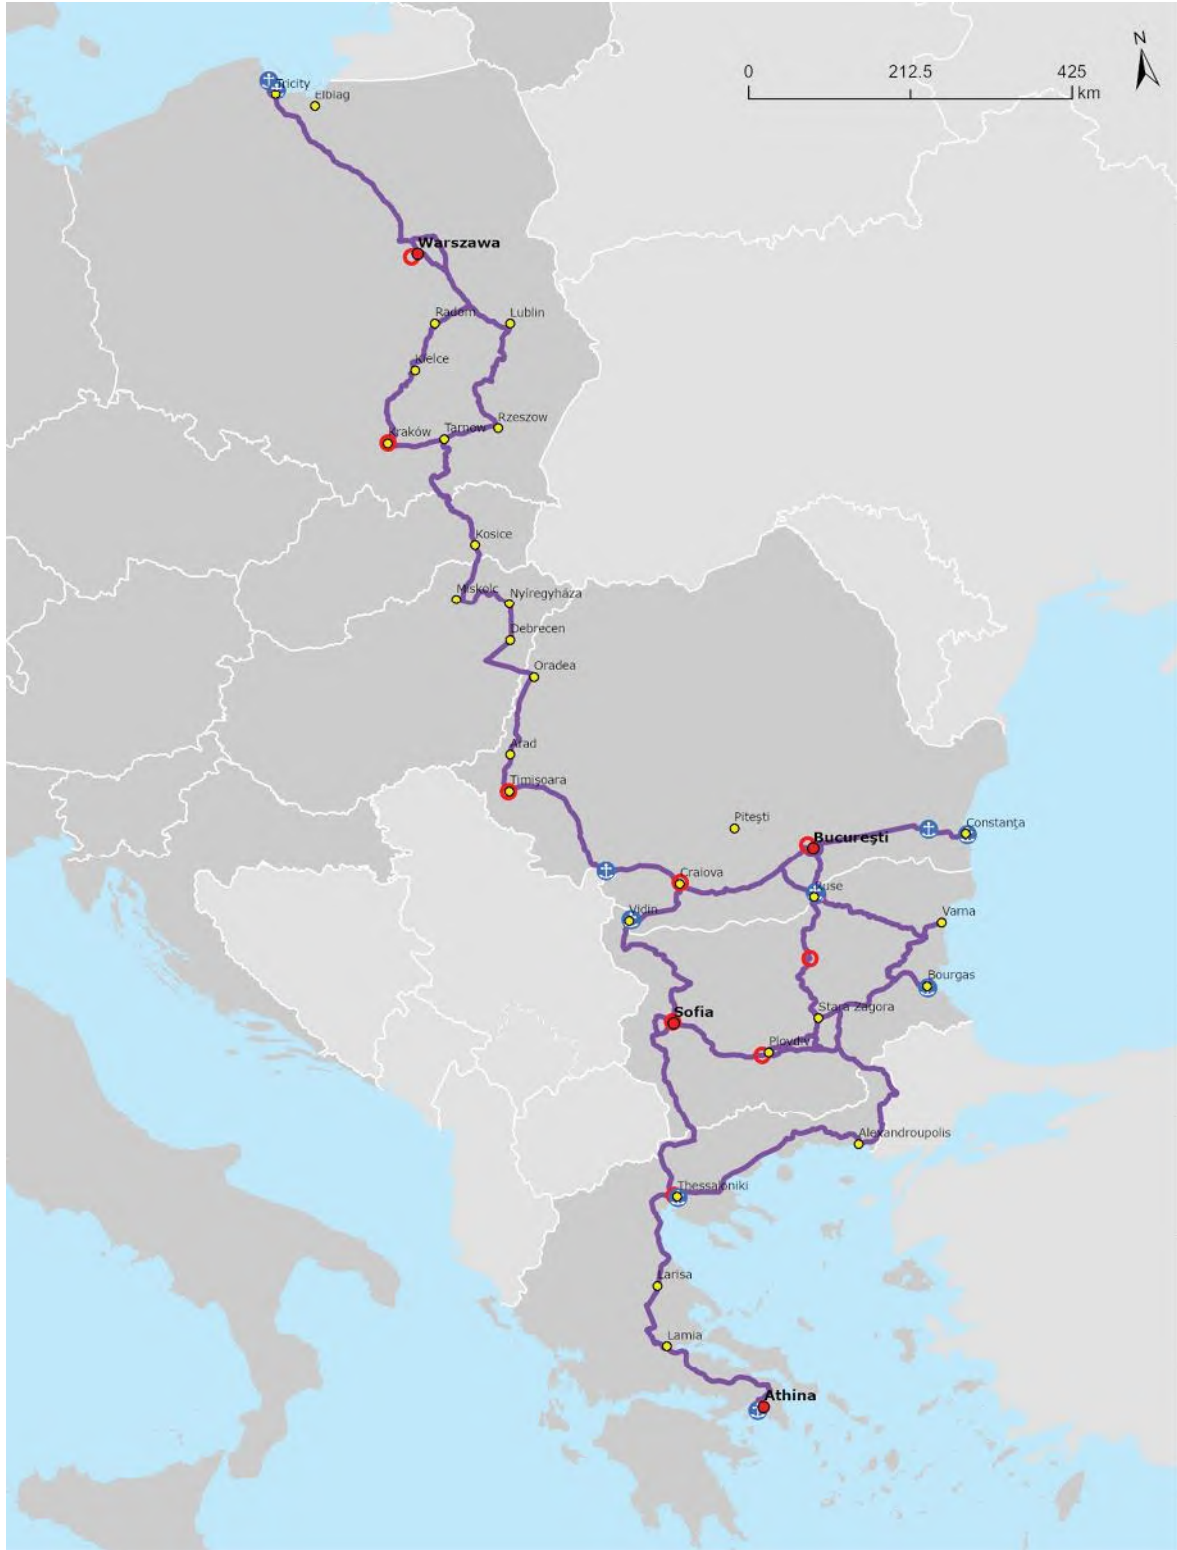 N
0 212.5 425
km
Tricity
Elblag
Warszawa
Radom
Lublin
Kielce
Rzeszow
Kraków
Tarnow
Kosice
Miskolc
Nyíregyháza
Debrecen
Oradea
Arad
Timişoara
Piteşti
Constanţa
Bucureşti
Craiova
Ruse
Vidin
Varna
Bourgas
Stara Zagora
Sofia
Plovdiv
Alexandroupolis
Thessaloniki
Larisa
Lamia
Athina